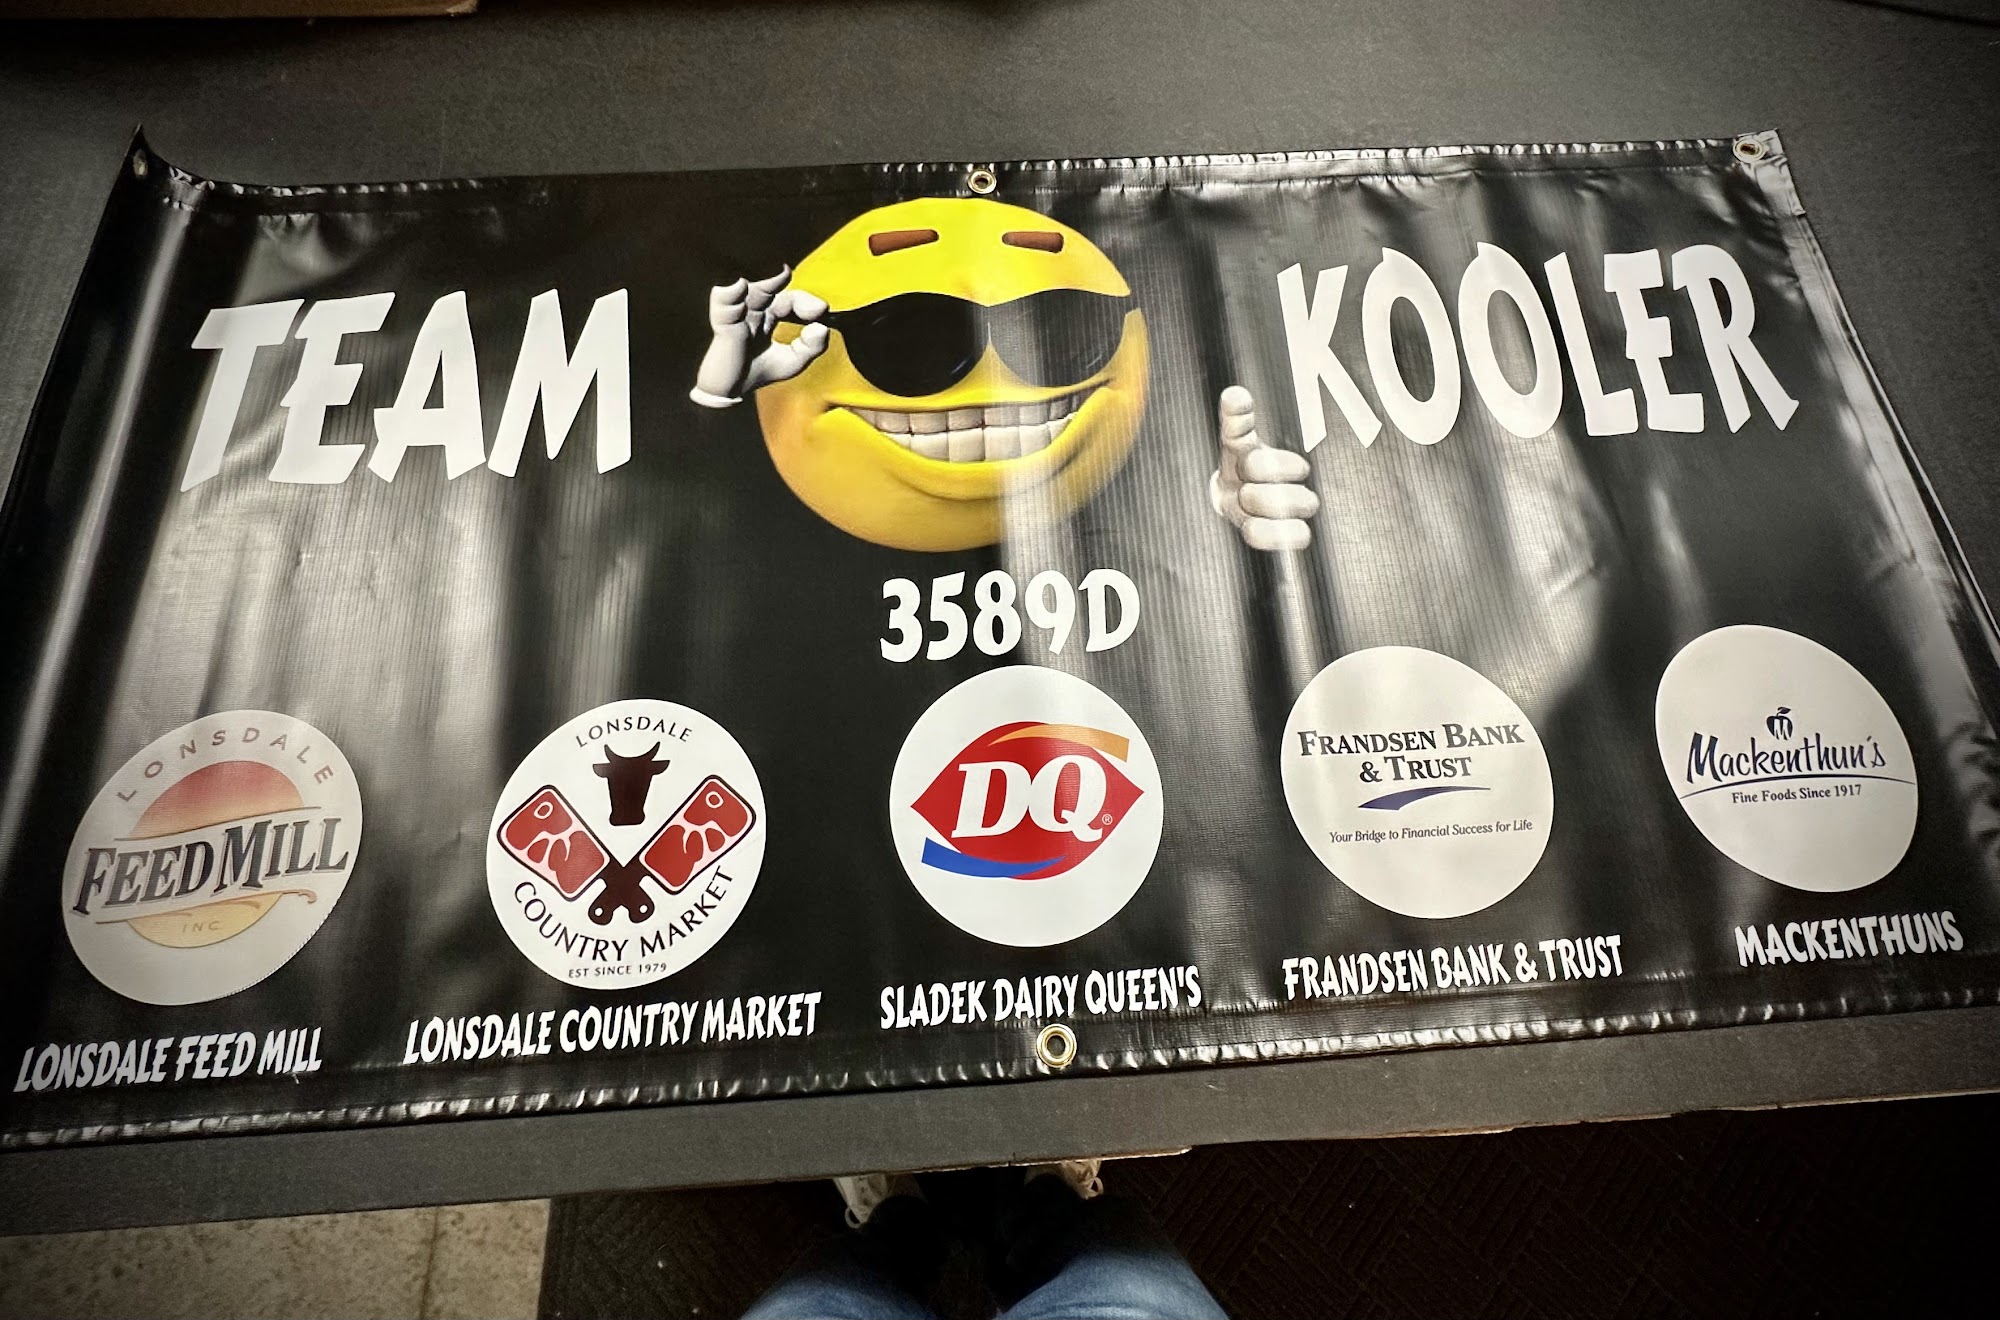 TEAM KOOLER
3589D
LONSDALE
FEED MILL
INC.
LONSDALE FEED MILL
LONSDALE
COUNTRY MARKET
EST SINCE 1979
LONSDALE COUNTRY MARKET
DQ®
SLADEK DAIRY QUEEN'S
FRANDSEN BANK
& TRUST
Your Bridge to Financial Success for Life
FRANDSEN BANK & TRUST
M
Mackenthun's
Fine Foods Since 1917
MACKENTHUNS